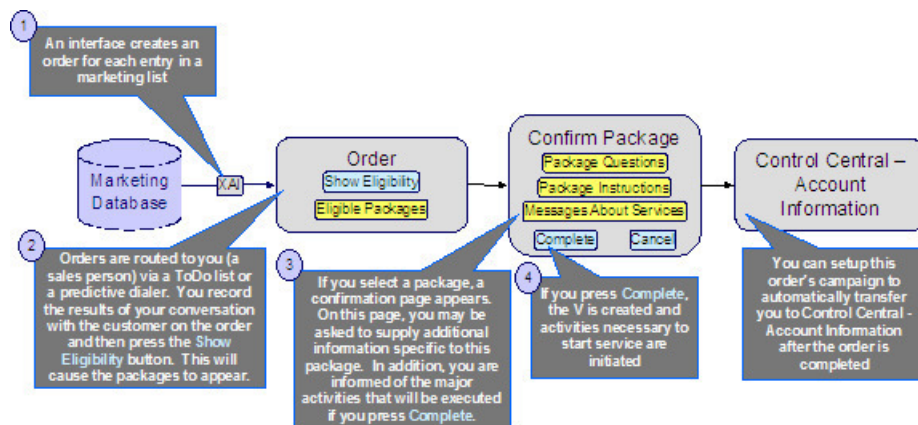 1
An interface creates an
order for each entry in a
marketing list
Marketing
Database
XAI
Order
Show Eligibility
Eligible Packages
Confirm Package
Package Questions
Package Instructions
Messages About Services
Complete
Cancel
Control Central –
Account
Information
2
Orders are routed to you (a
sales person) via a ToDo list or
a predictive dialer. You record
the results of your conversation
with the customer on the order
and then press the Show
Eligibility button. This will
cause the packages to appear.
3
If you select a package, a
confirmation page appears.
On this page, you may be
asked to supply additional
information specific to this
package. In addition, you are
informed of the major
activities that will be executed
if you press Complete.
4
If you press Complete,
the V is created and
activities necessary to
start service are
initiated
You can setup this
order's campaign to
automatically transfer
you to Control Central -
Account Information
after the order is
completed